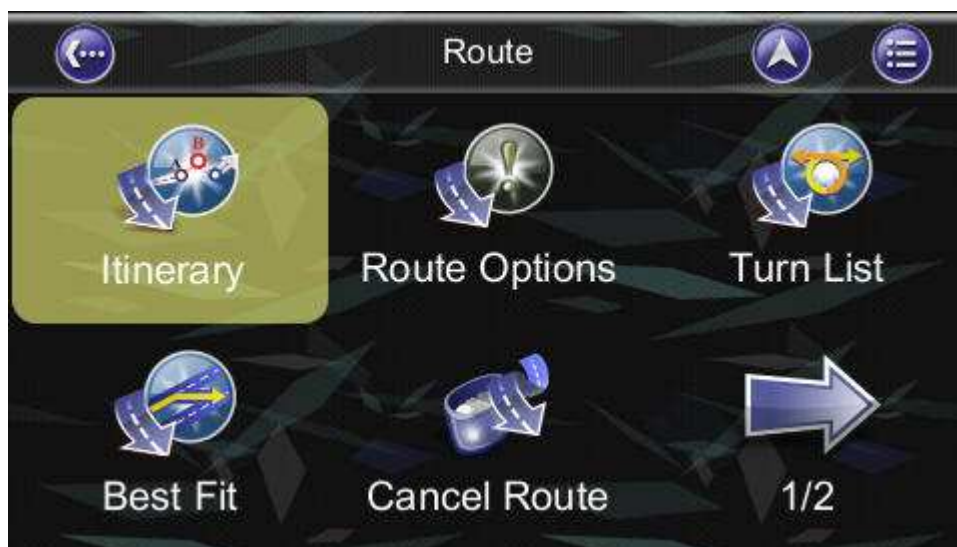 Route
Itinerary
Route Options
Turn List
Best Fit
Cancel Route
1/2